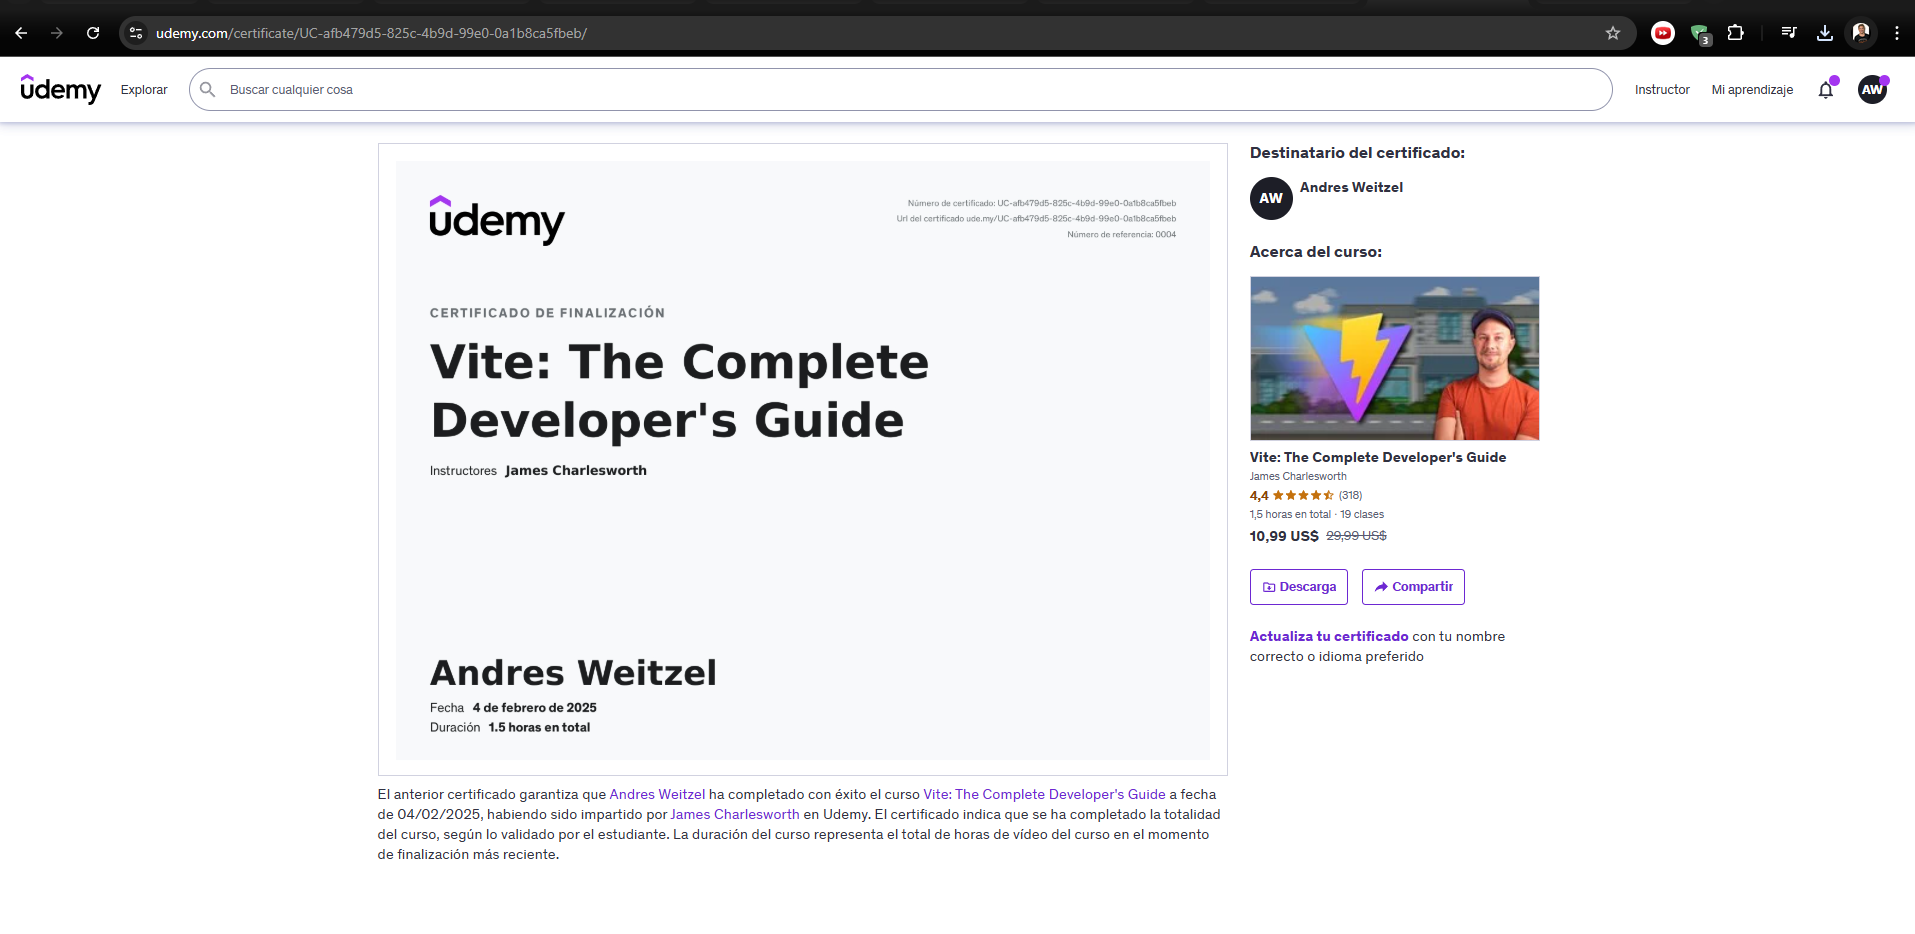 udemy.com/certificate/UC-afb479d5-825c-4b9d-99e0-0a1b8ca5fbeb/
3
udemy
Explorar
Buscar cualquier cosa
Instructor
Mi aprendizaje
AW
udemy
Número de certificado: UC-afb479d5-825c-4b9d-99e0-0a1b8ca5fbeb
Url del certificado ude.my/UC-afb479d5-825c-4b9d-99e0-0a1b8ca5fbeb
Número de referencia: 0004
CERTIFICADO DE FINALIZACIÓN
Vite: The Complete
Developer's Guide
Instructores James Charlesworth
Andres Weitzel
Fecha 4 de febrero de 2025
Duración 1.5 horas en total
El anterior certificado garantiza que Andres Weitzel ha completado con éxito el curso Vite: The Complete Developer's Guide a fecha
de 04/02/2025, habiendo sido impartido por James Charlesworth en Udemy. El certificado indica que se ha completado la totalidad
del curso, según lo validado por el estudiante. La duración del curso representa el total de horas de vídeo del curso en el momento
de finalización más reciente.
Destinatario del certificado:
AW
Andres Weitzel
Acerca del curso:
Vite: The Complete Developer's Guide
James Charlesworth
4,4 (318)
1,5 horas en total · 19 clases
10,99 US$ 29,99 US$
Descarga
Compartir
Actualiza tu certificado con tu nombre
correcto o idioma preferido